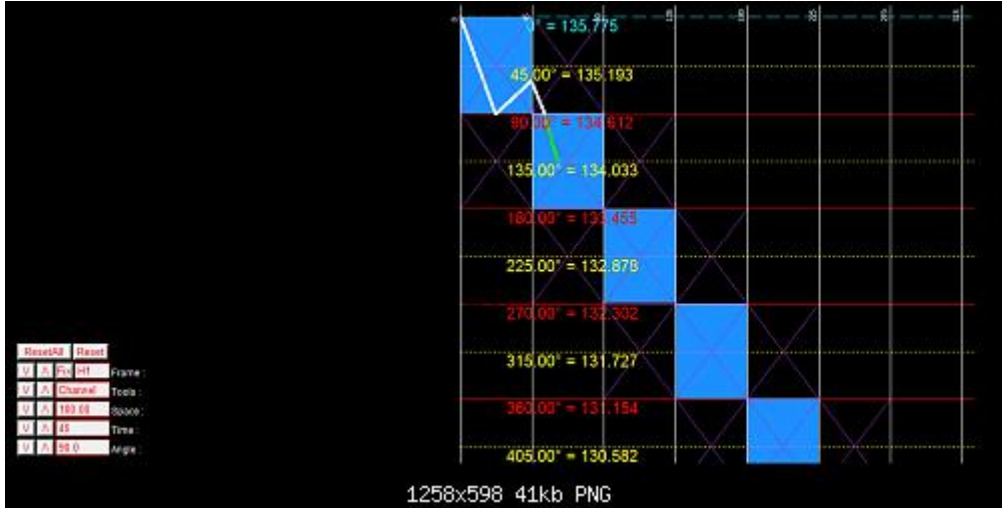 0° = 135.775
45.00° = 135.193
90.00° = 134.612
135.00° = 134.033
180.00° = 133.455
225.00° = 132.878
270.00° = 132.302
315.00° = 131.727
360.00° = 131.154
405.00° = 130.582
ResetAll Reset
V Λ Fix H1 Frame :
V Λ Channel Tools :
V Λ 180.00 Space :
V Λ 45 Time :
V Λ 90.0 Angle :
1258x598 41kb PNG